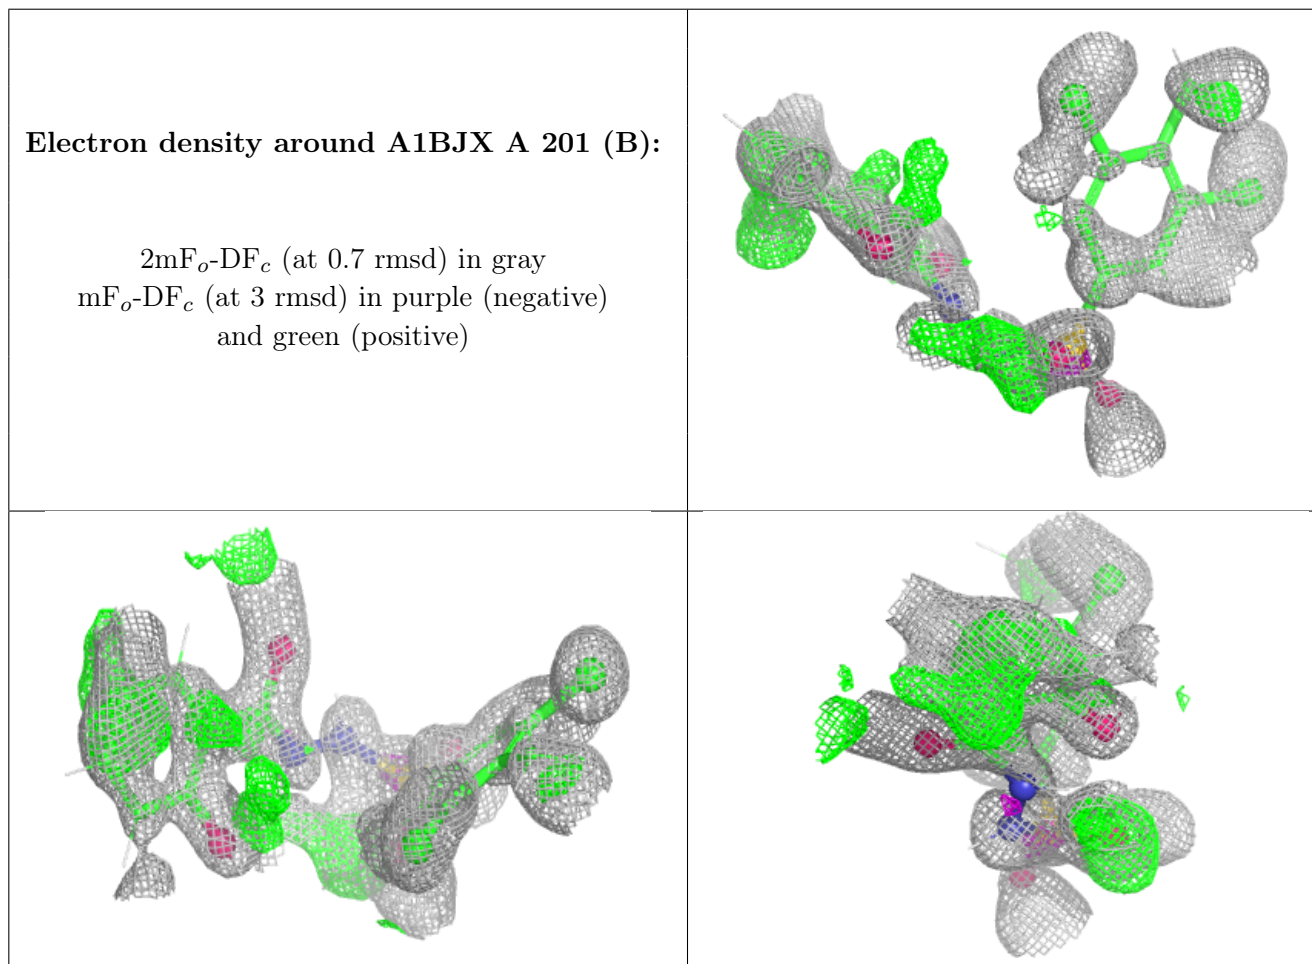 Electron density around A1BJX A 201 (B):
2mFo-DFc (at 0.7 rmsd) in gray
mFo-DFc (at 3 rmsd) in purple (negative)
and green (positive)